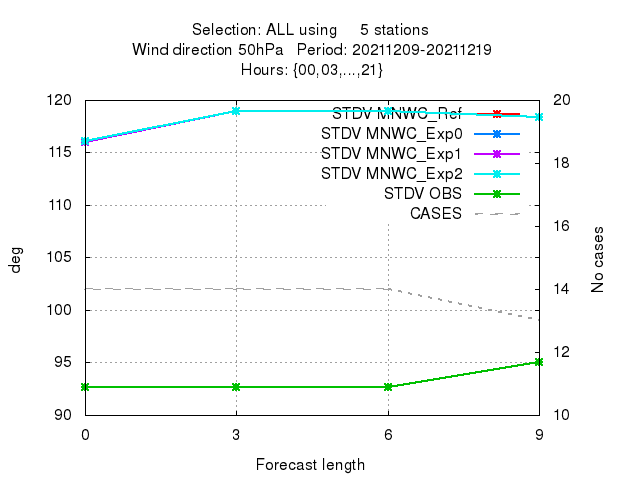 Selection: ALL using     5 stations
Wind direction 50hPa   Period: 20211209-20211219
Hours: {00,03,...,21}
120
115
110
105
100
95
90
deg
20
18
16
14
12
10
No cases
STDV MNWC_Ref
STDV MNWC_Exp0
STDV MNWC_Exp1
STDV MNWC_Exp2
STDV OBS
CASES
0 3 6 9
Forecast length